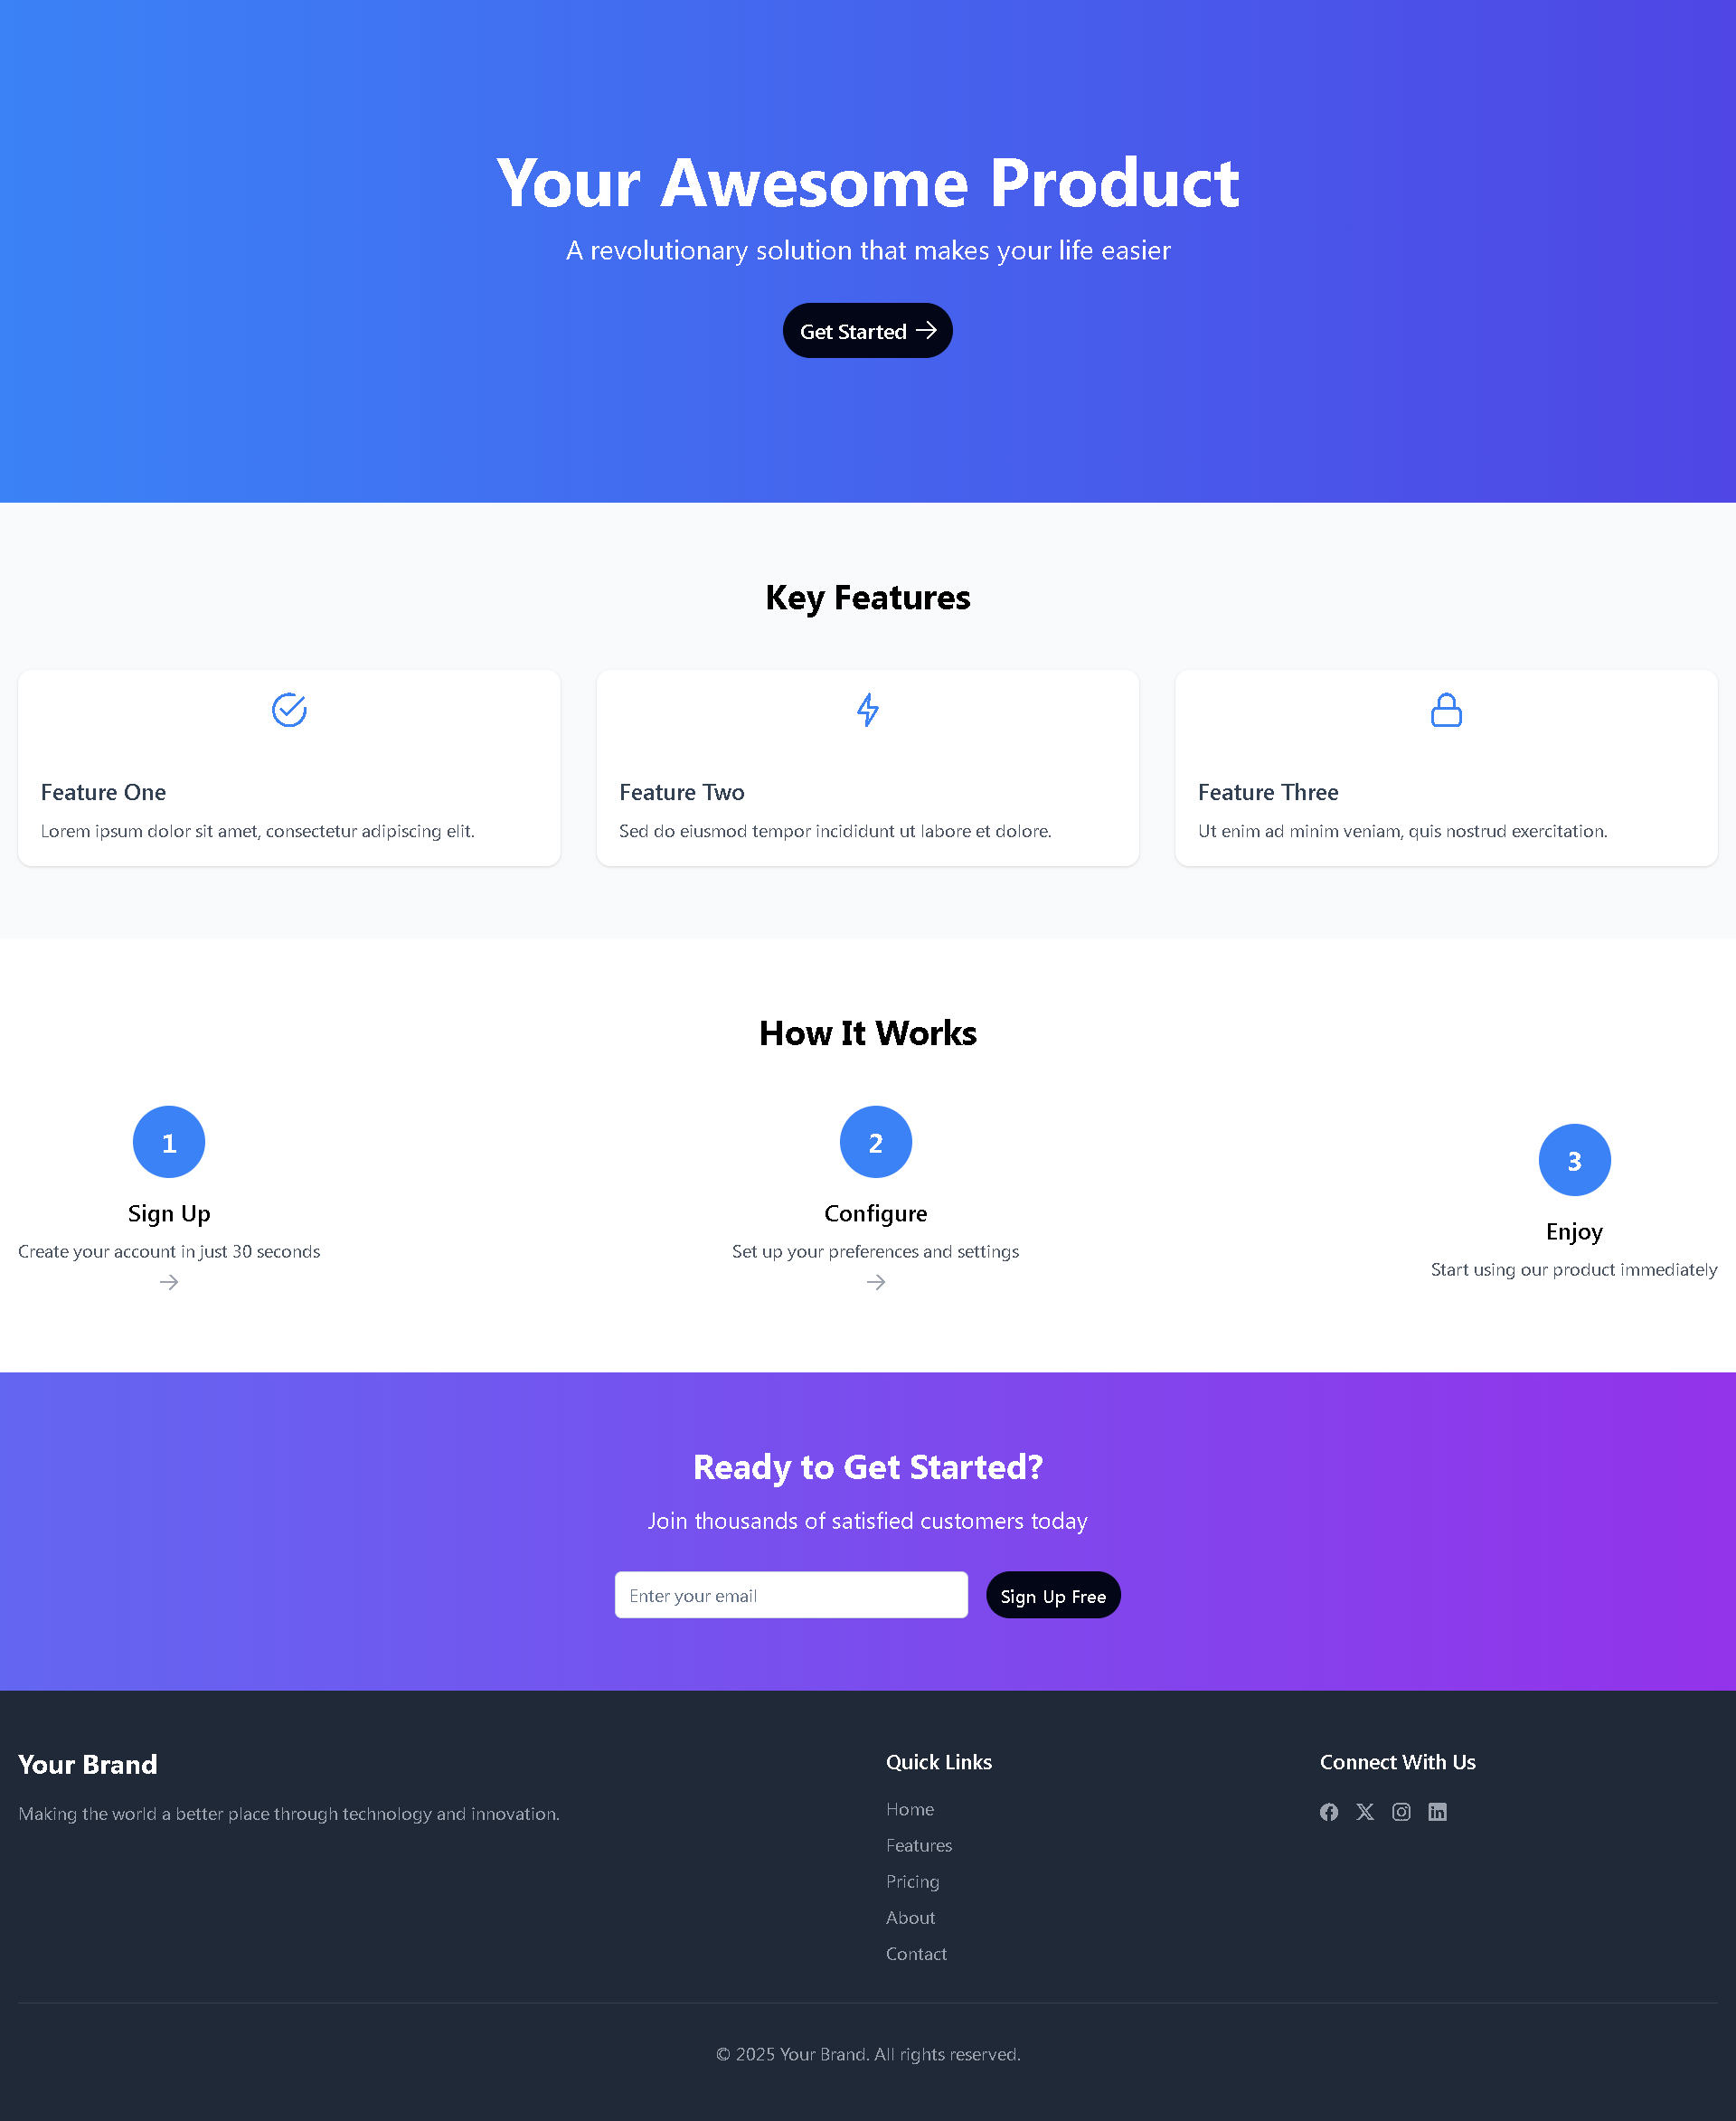 Your Awesome Product
A revolutionary solution that makes your life easier
Get Started
Key Features
Feature One
Lorem ipsum dolor sit amet, consectetur adipiscing elit.
Feature Two
Sed do eiusmod tempor incididunt ut labore et dolore.
Feature Three
Ut enim ad minim veniam, quis nostrud exercitation.
How It Works
1
Sign Up
Create your account in just 30 seconds
2
Configure
Set up your preferences and settings
3
Enjoy
Start using our product immediately
Ready to Get Started?
Join thousands of satisfied customers today
Enter your email
Sign Up Free
Your Brand
Making the world a better place through technology and innovation.
Quick Links
Home
Features
Pricing
About
Contact
Connect With Us
© 2025 Your Brand. All rights reserved.